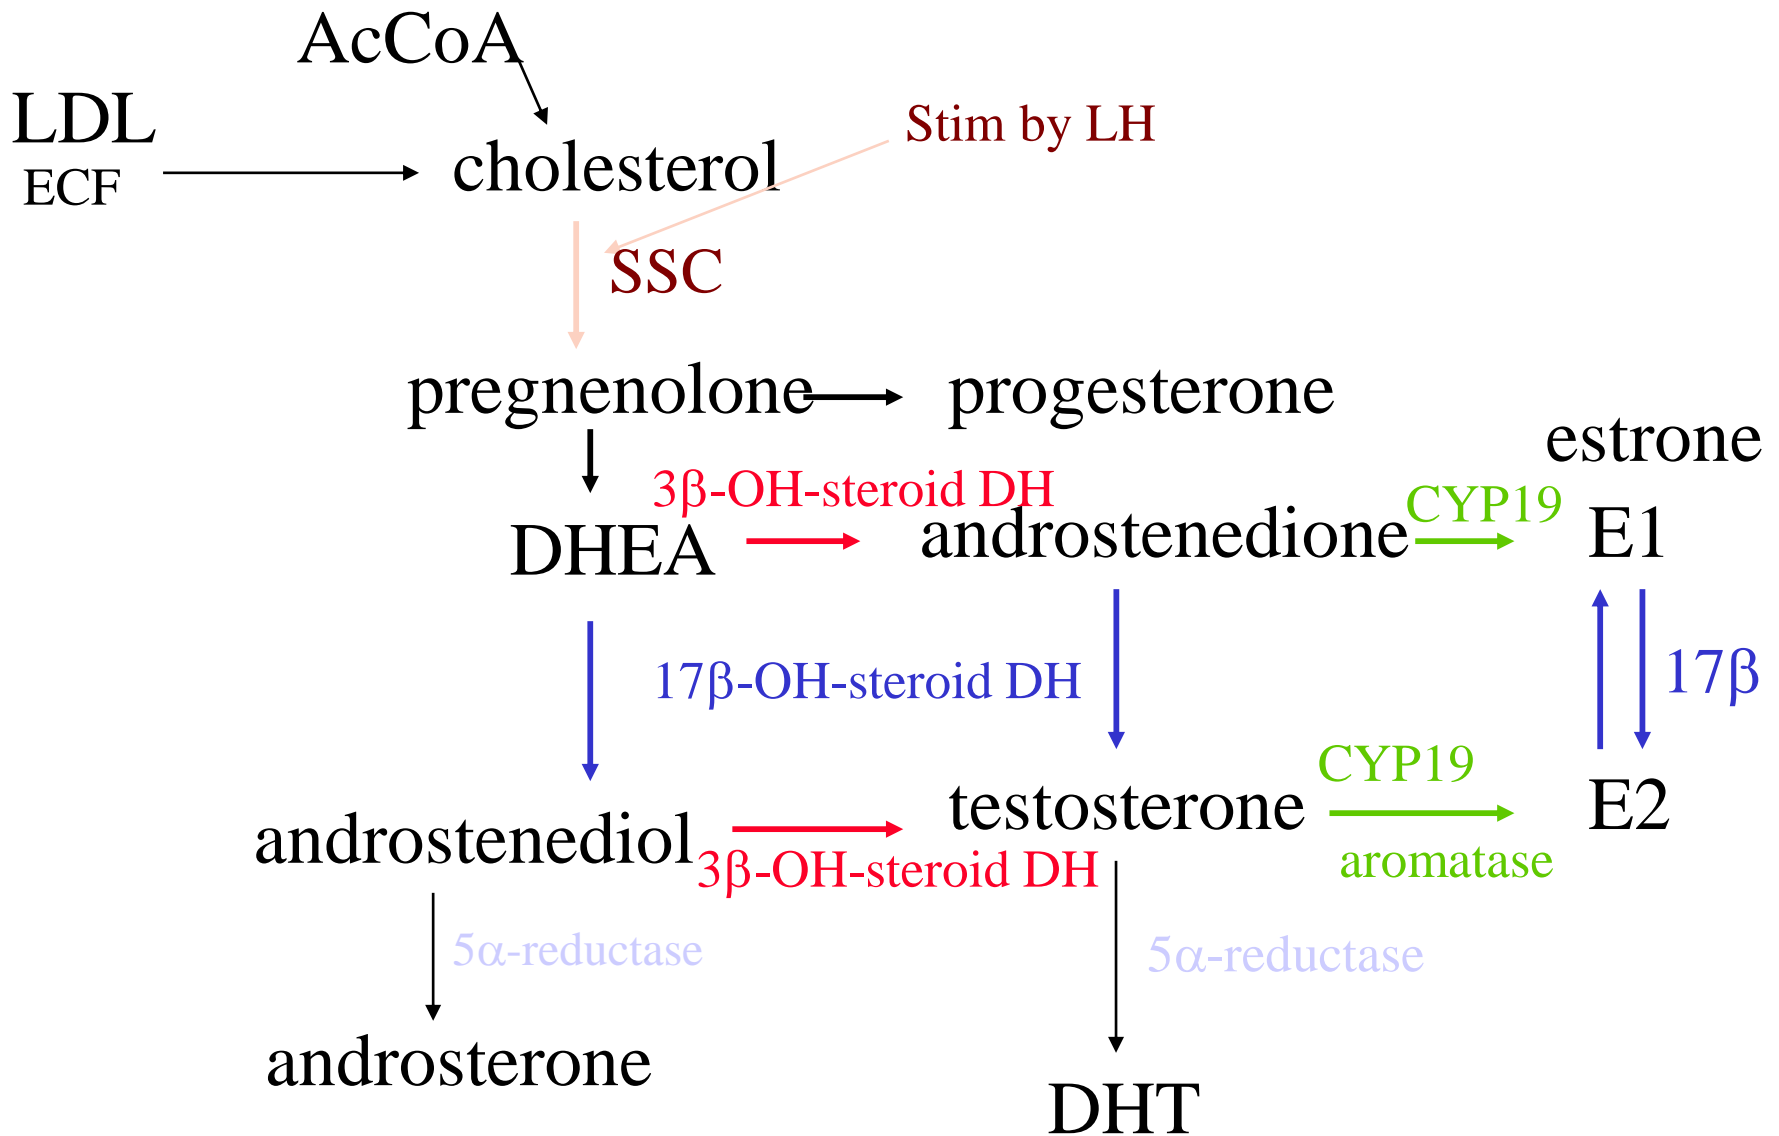 AcCoA
LDL
ECF
cholesterol
Stim by LH
SSC
pregnenolone
progesterone
estrone
3β-OH-steroid DH
CYP19
DHEA
androstenedione
E1
17β-OH-steroid DH
17β
CYP19
androstenediol
testosterone
E2
3β-OH-steroid DH
aromatase
5α-reductase
5α-reductase
androsterone
DHT